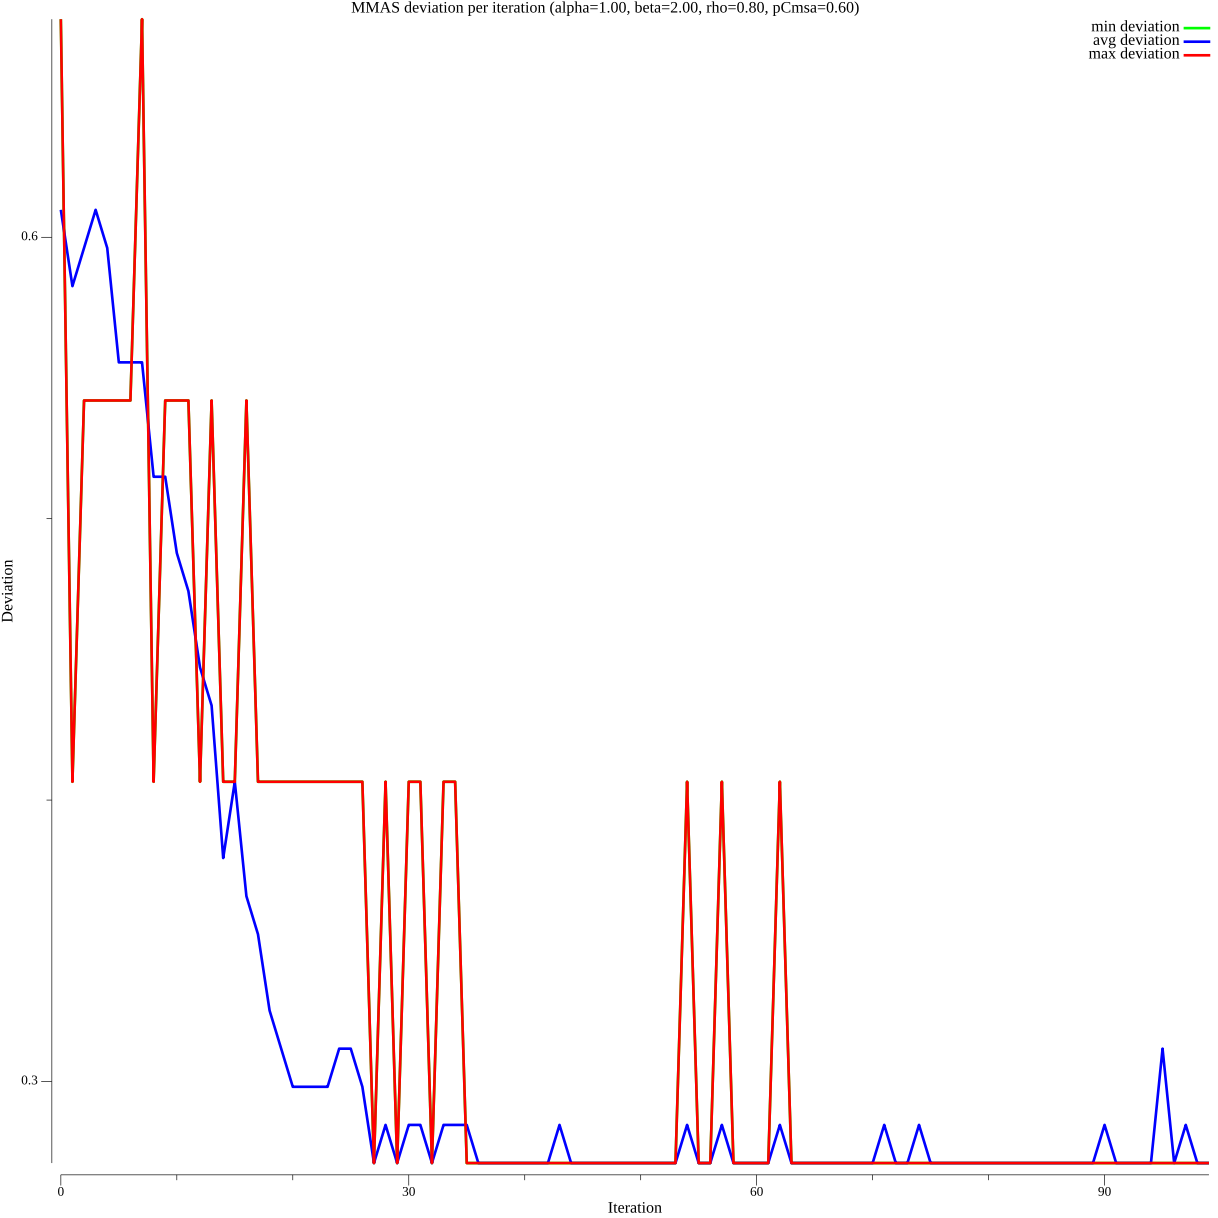 MMAS deviation per iteration (alpha=1.00, beta=2.00, rho=0.80, pCmsa=0.60)
min deviation
avg deviation
max deviation
0.6
Deviation
0.3
0 30 60 90
Iteration